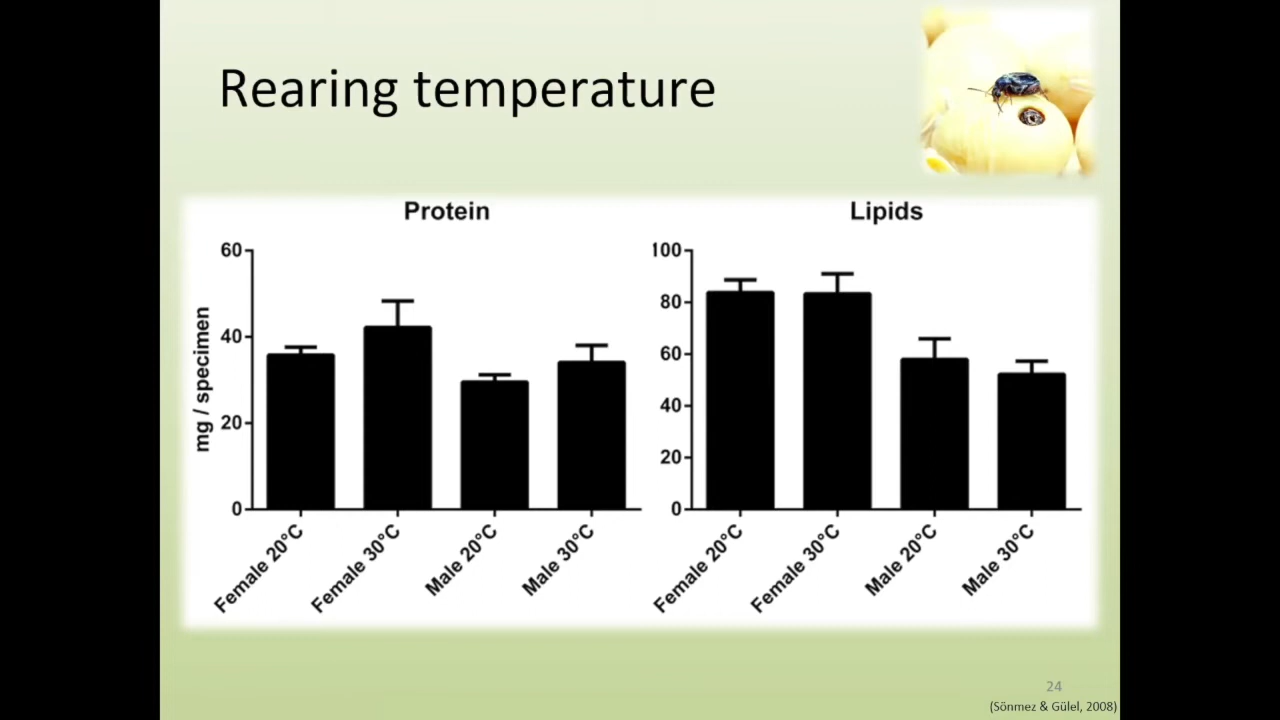 Rearing temperature
Protein
mg / specimen
60
40
20
0
Female 20°C
Female 30°C
Male 20°C
Male 30°C
Lipids
100
80
60
40
20
0
Female 20°C
Female 30°C
Male 20°C
Male 30°C
24
(Sönmez & Gülel, 2008)